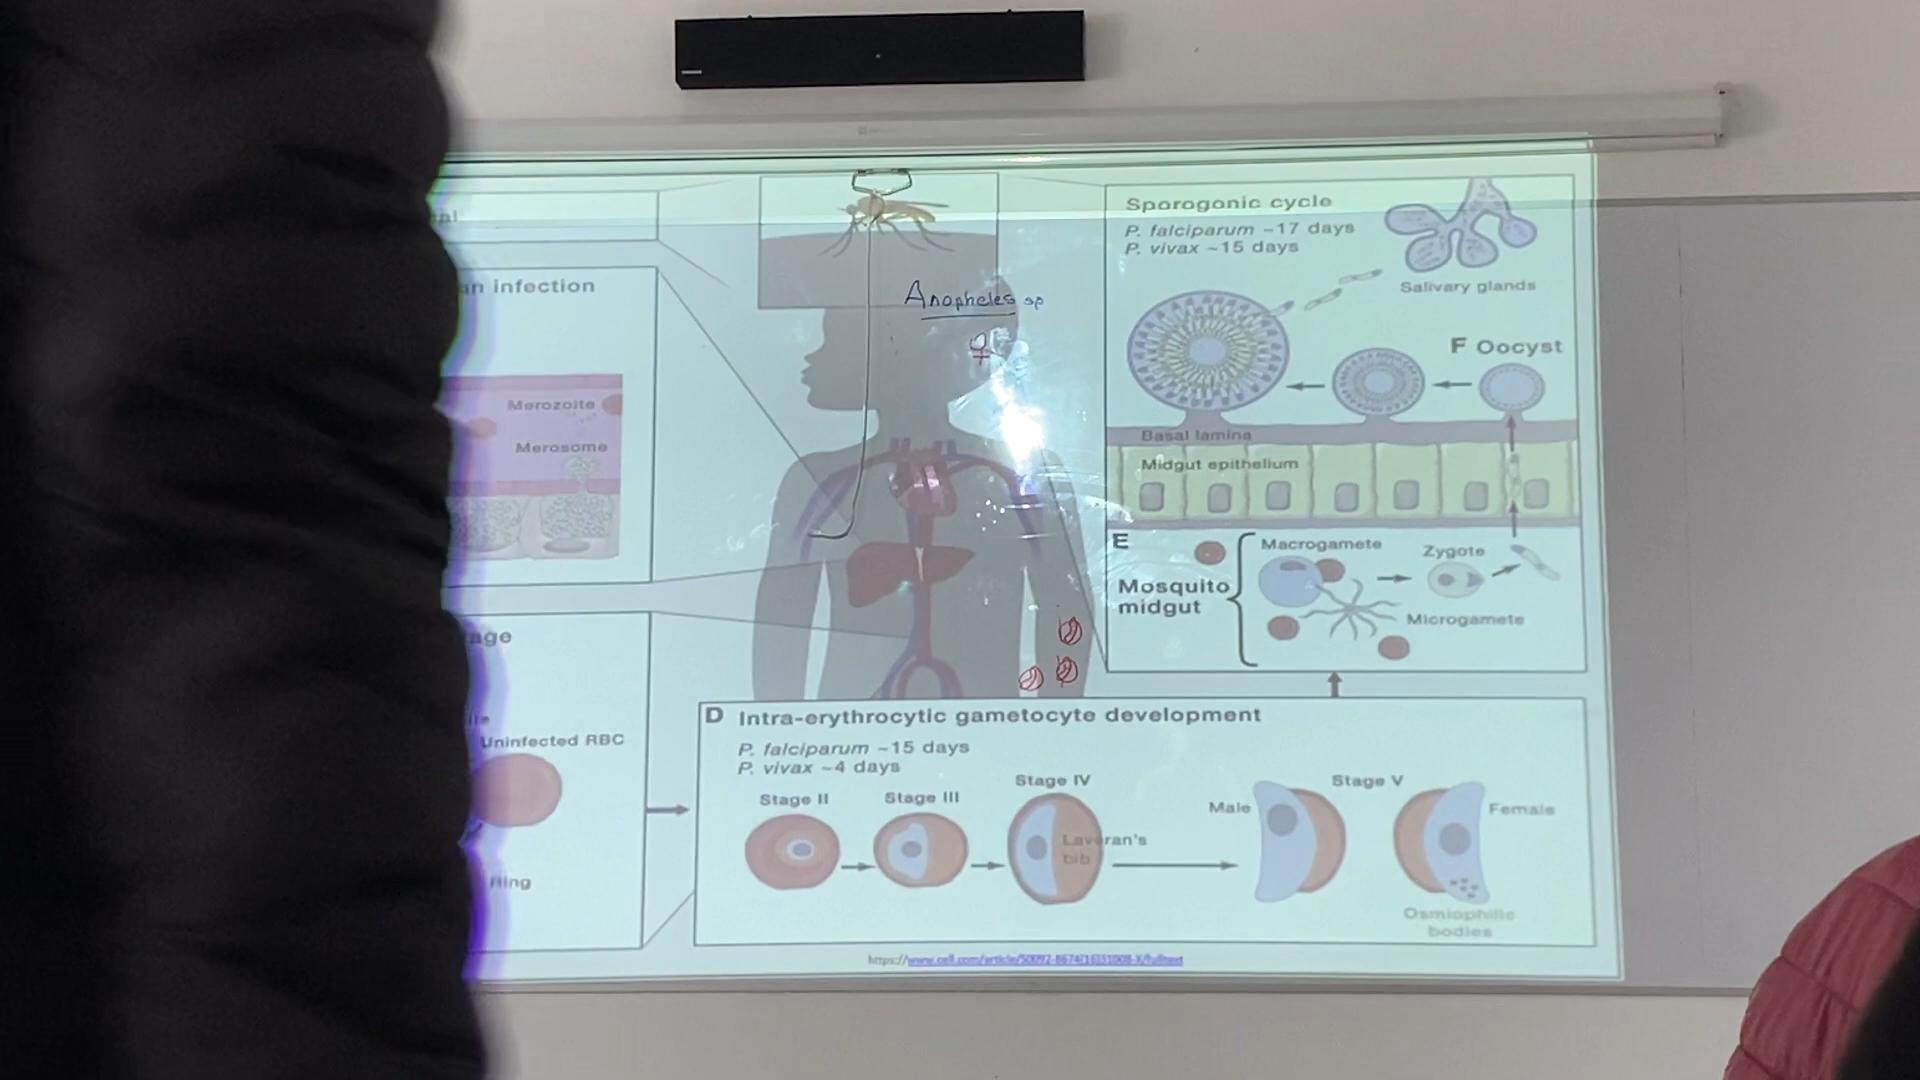 an infection
Merozoite
Merosome
Uninfected RBC
Ring
Anopheles sp
Sporogonic cycle
P. falciparum ~17 days
P. vivax ~15 days
Salivary glands
F Oocyst
Basal lamina
Midgut epithelium
E
Mosquito
midgut
Macrogamete
Zygote
Microgamete
D Intra-erythrocytic gametocyte development
P. falciparum ~15 days
P. vivax ~4 days
Stage II
Stage III
Stage IV
Laveran's
bib
Stage V
Male
Female
Osmiophilic
bodies